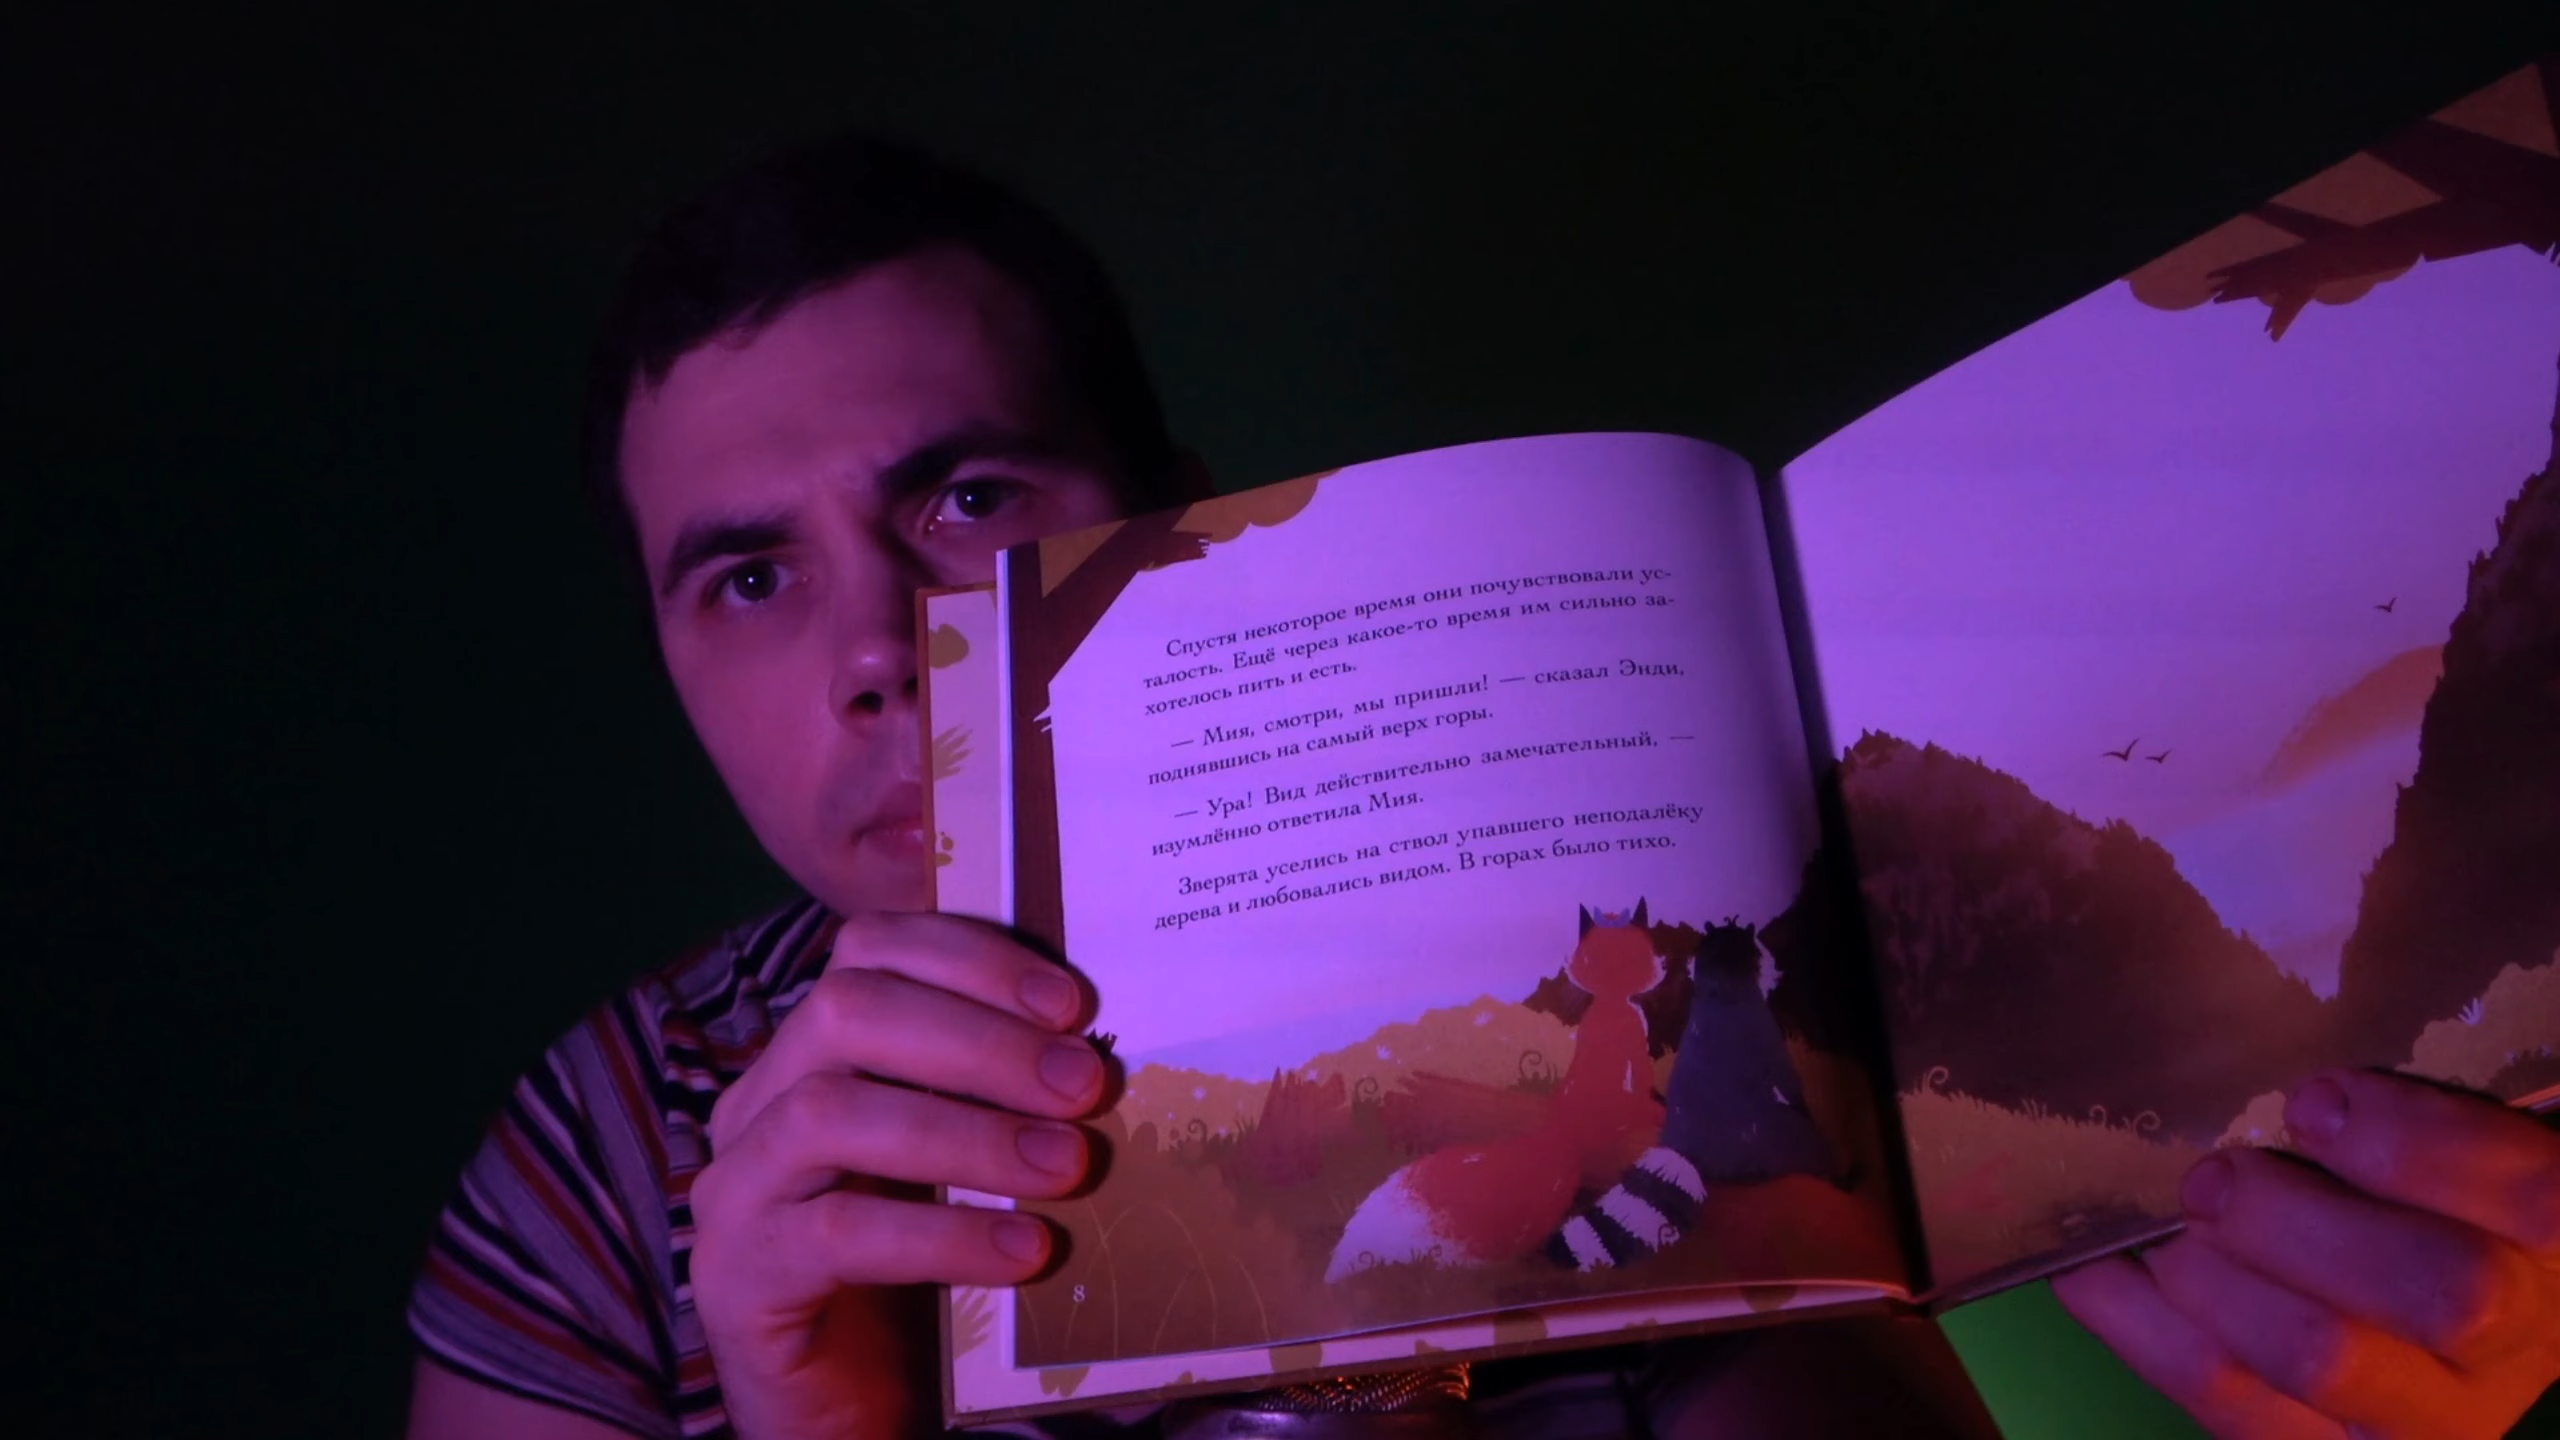 Спустя некоторое время они почувствовали ус-
талость. Ещё через какое-то время им сильно за-
хотелось пить и есть.
— Мия, смотри, мы пришли! — сказал Энди,
поднявшись на самый верх горы.
— Ура! Вид действительно замечательный, —
изумлённо ответила Мия.
Зверята уселись на ствол упавшего неподалёку
дерева и любовались видом. В горах было тихо.
8